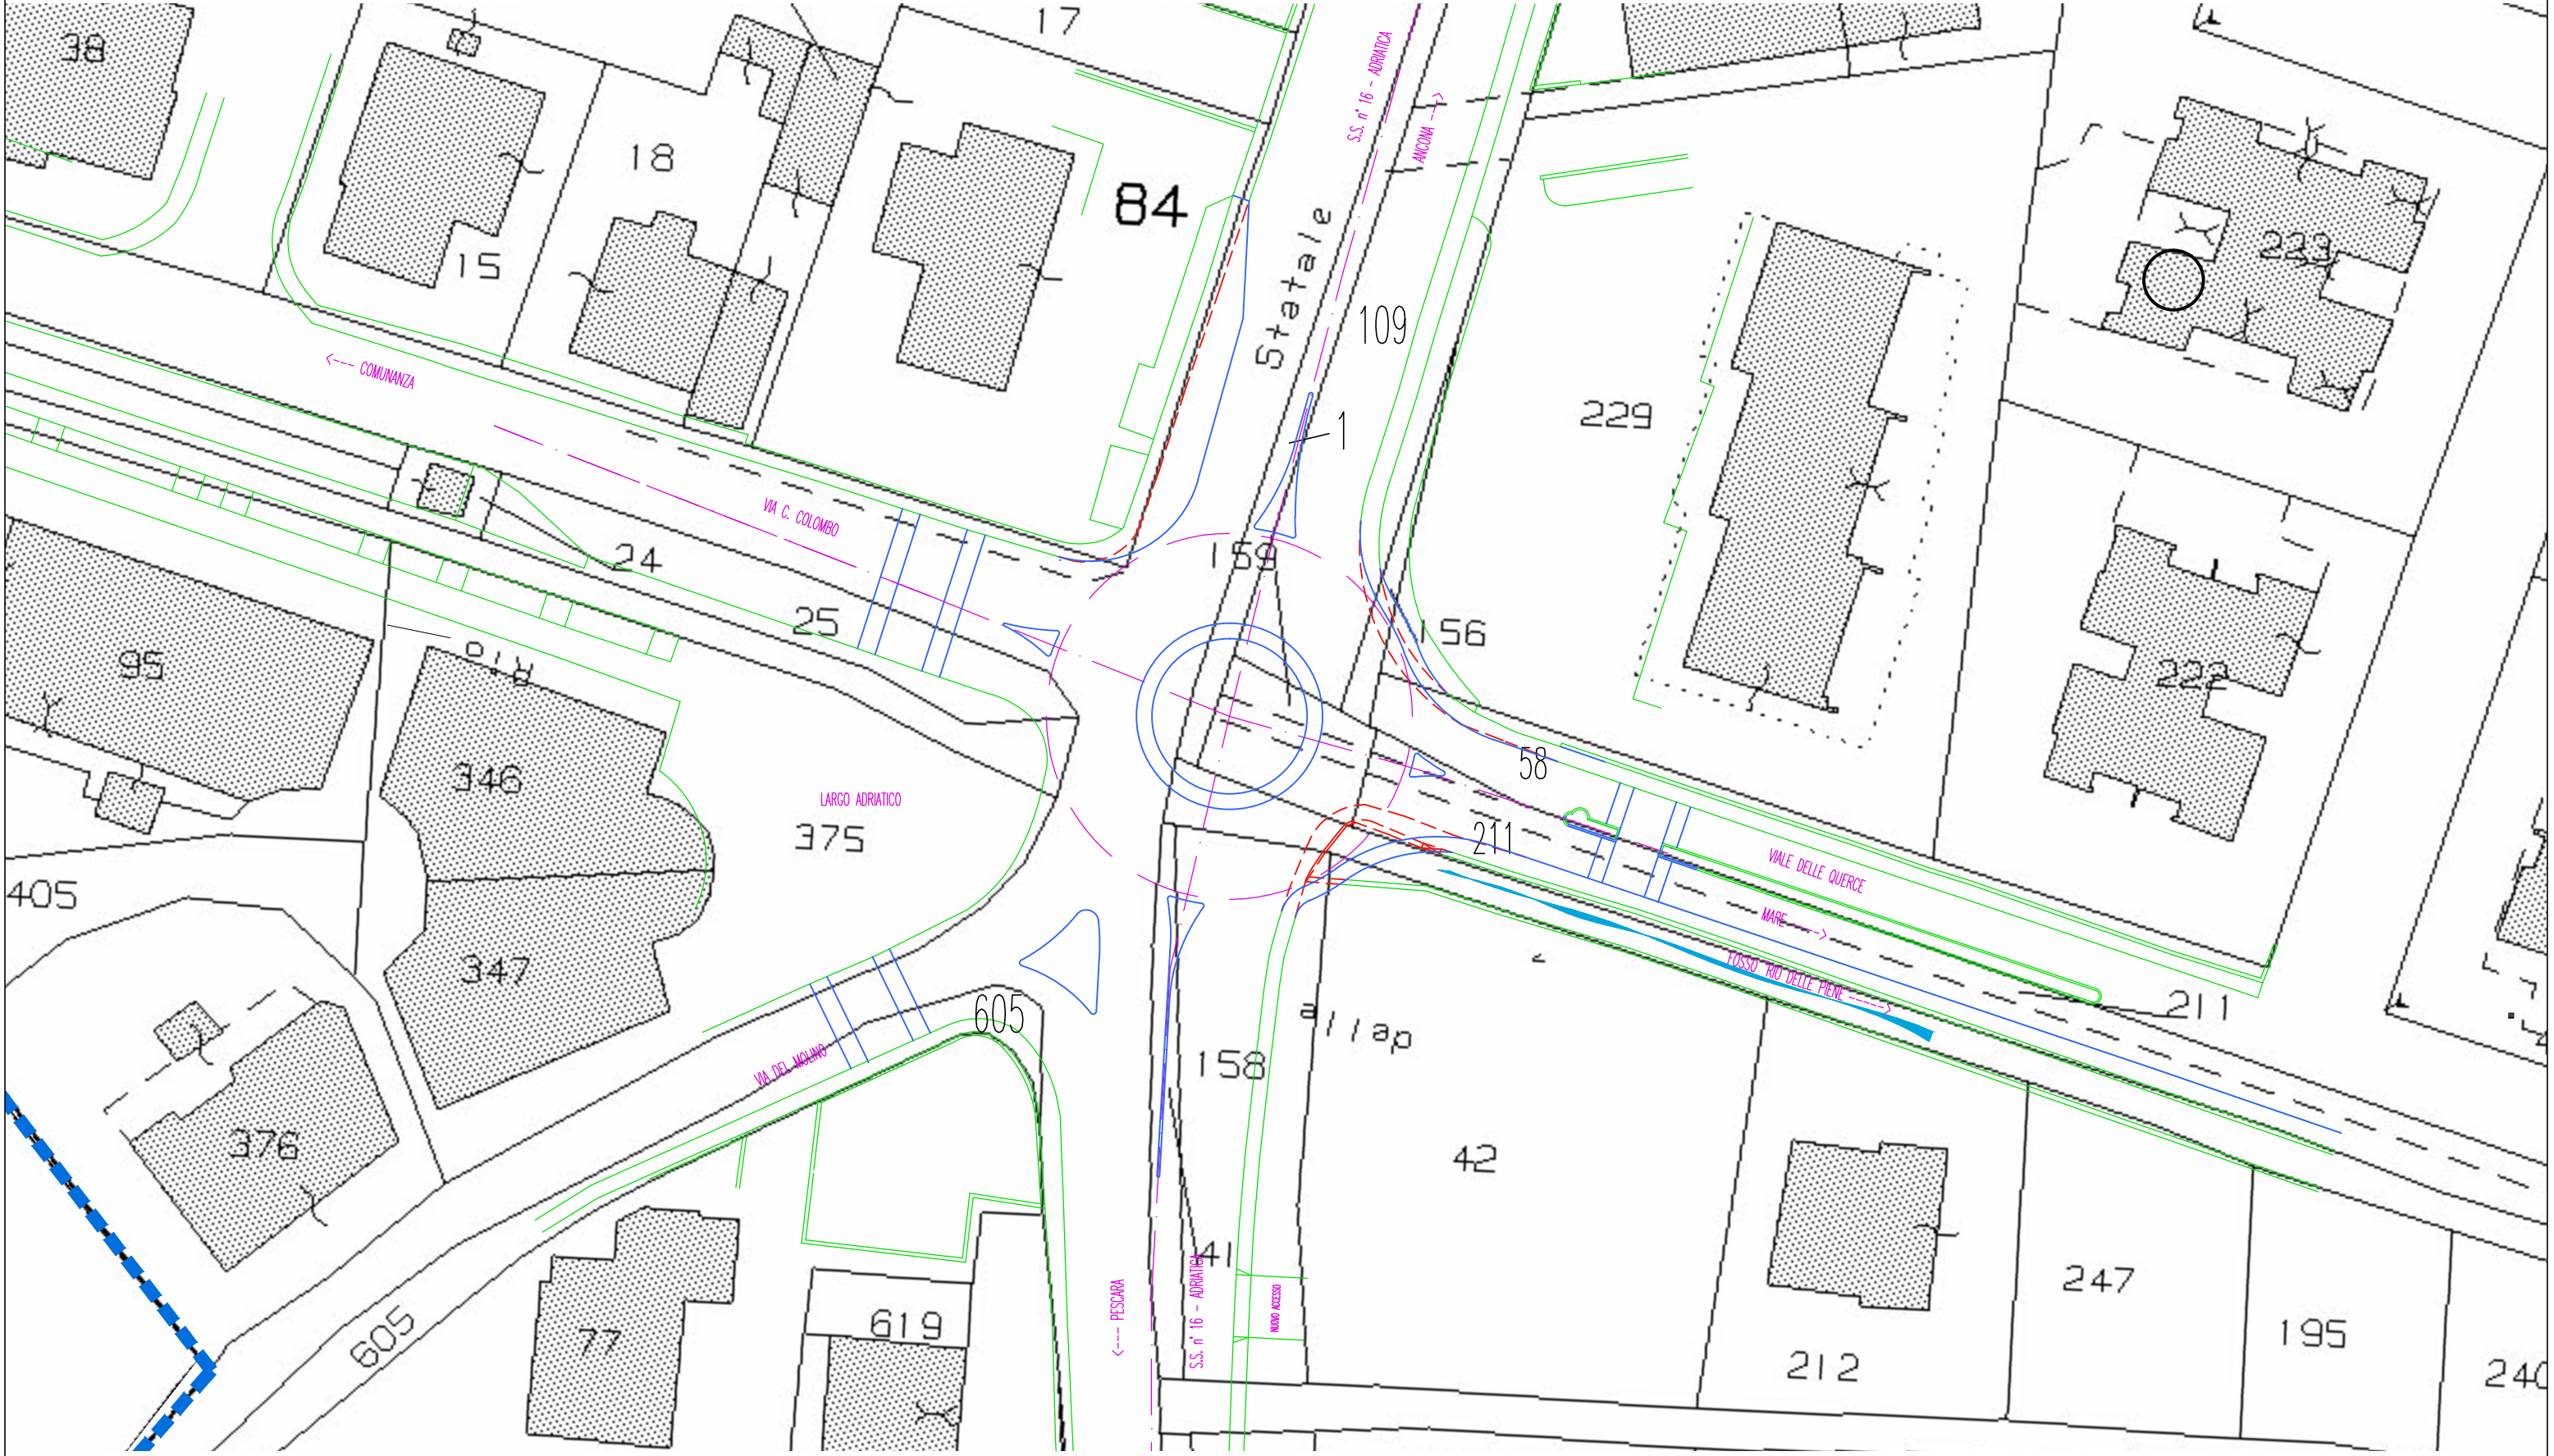 17
38
S.S. n° 16 - ADRIATICA
ANCONA --->
18
84
15
233
Statale
109
<--- COMUNANZA
229
1
VIA C. COLOMBO
159
24
25
156
95
Rio
222
346
58
LARGO ADRIATICO
375
211
VIALE DELLE QUERCE
405
MARE --->
347
FOSSO RIO DELLE PIENE ---->
211
605
allap
VIA DEL MOLINO
158
376
42
41
247
<--- PESCARA
S.S. n° 16 - ADRIATICA
NUOVO ACCESSO
605
619
77
195
212
240